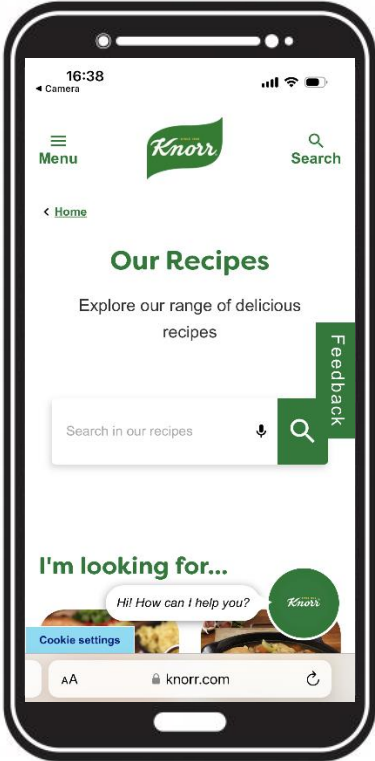 16:38
◄ Camera
Menu
Knorr
Search
< Home
Our Recipes
Explore our range of delicious
recipes
Feedback
Search in our recipes
I'm looking for...
Hi! How can I help you?
Knorr
Cookie settings
AA
knorr.com